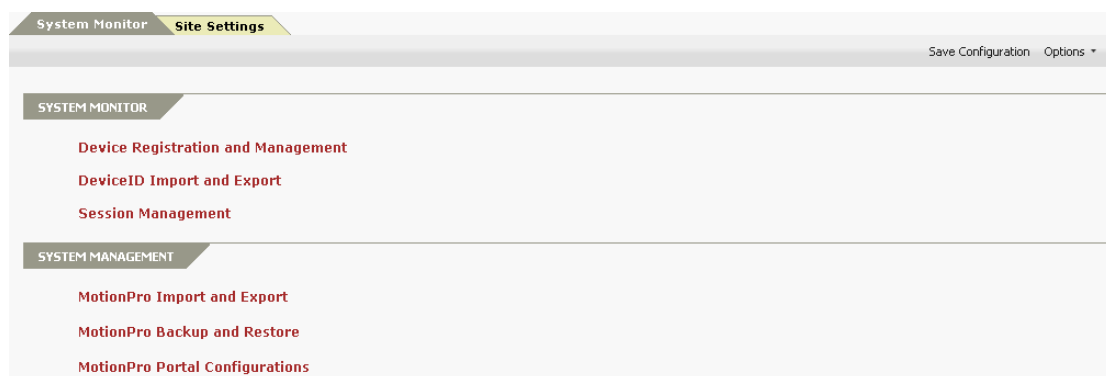 System Monitor Site Settings
Save Configuration Options
SYSTEM MONITOR
Device Registration and Management
DeviceID Import and Export
Session Management
SYSTEM MANAGEMENT
MotionPro Import and Export
MotionPro Backup and Restore
MotionPro Portal Configurations